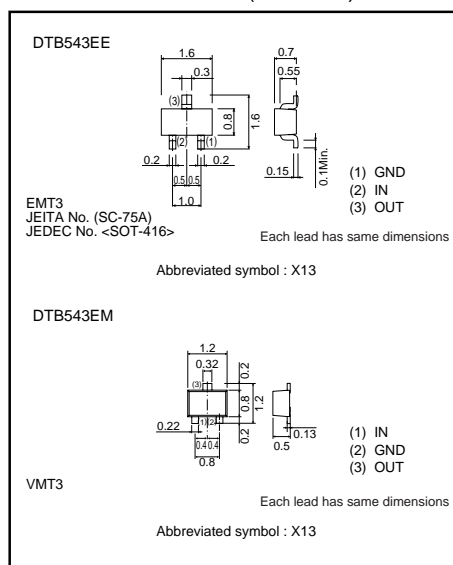 DTB543EE
1.6
0.3
(3)
0.8
1.6
(2)
(1)
0.2
0.2
0.5 0.5
1.0
0.7
0.55
0.15
0.1Min.
(1) GND
(2) IN
(3) OUT
EMT3
JEITA No. (SC-75A)
JEDEC No. <SOT-416>
Each lead has same dimensions
Abbreviated symbol : X13
DTB543EM
1.2
0.32
0.2
(3)
0.8
1.2
(1)
(2)
0.22
0.4 0.4
0.2
0.8
0.5
0.13
(1) IN
(2) GND
(3) OUT
VMT3
Each lead has same dimensions
Abbreviated symbol : X13